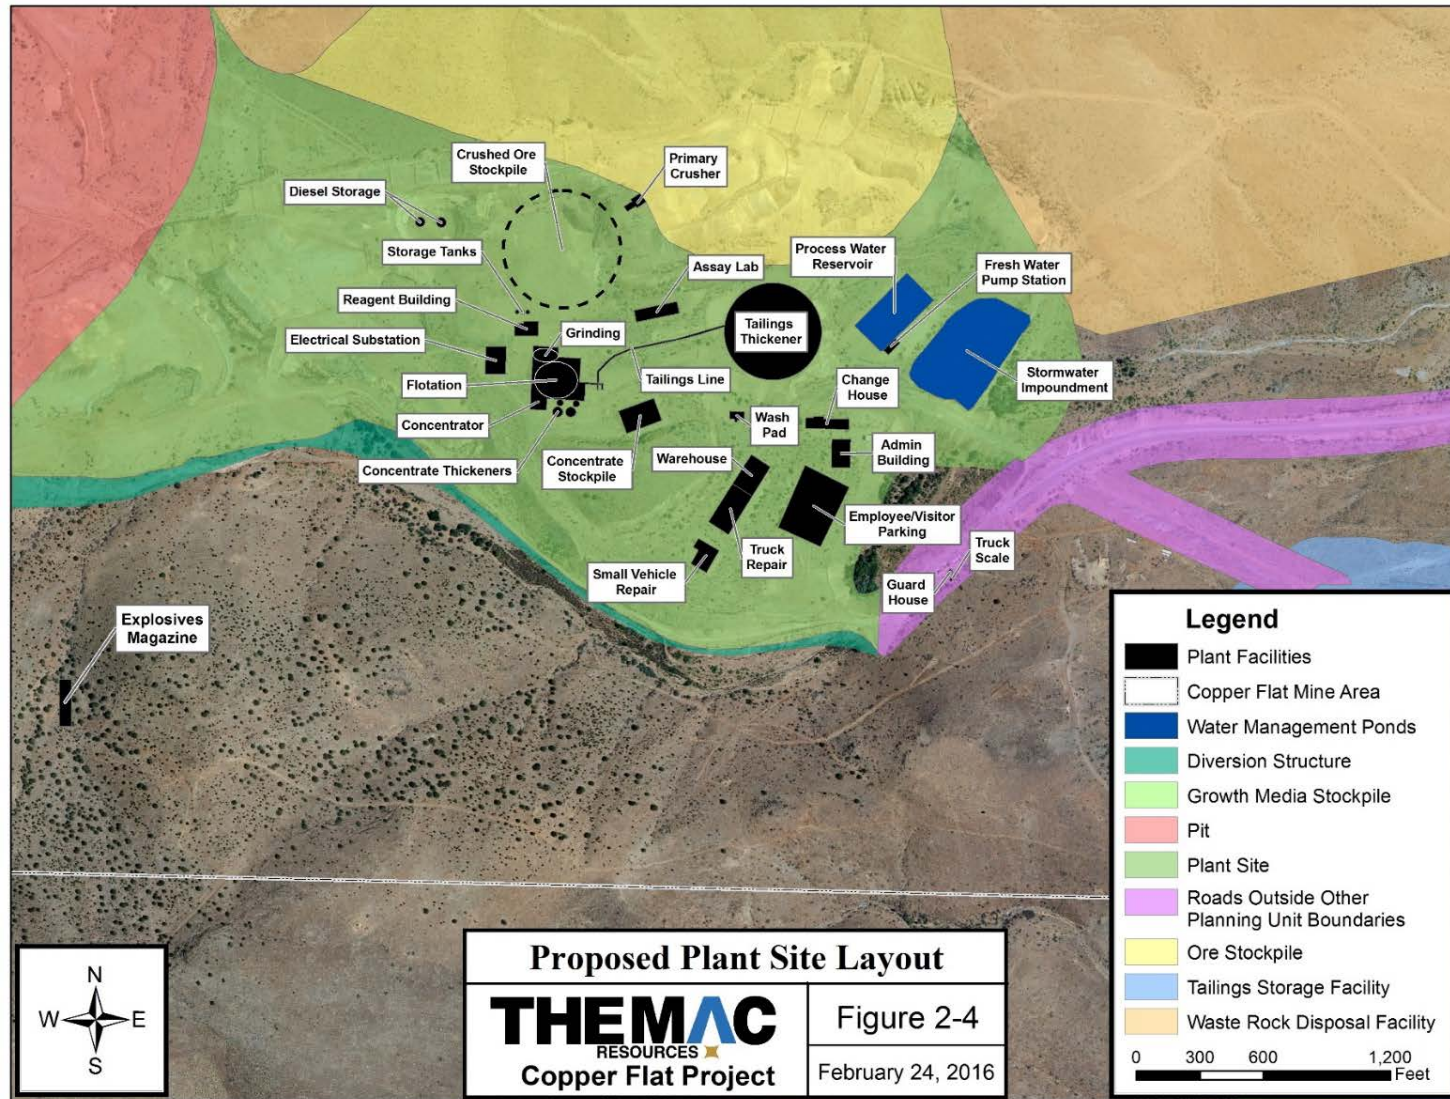 Crushed Ore
Stockpile
Primary
Crusher
Diesel Storage
Storage Tanks
Process Water
Reservoir
Fresh Water
Pump Station
Assay Lab
Reagent Building
Grinding
Electrical Substation
Tailings
Thickener
Flotation
Tailings Line
Change
House
Stormwater
Impoundment
Concentrator
Wash
Pad
Concentrate Thickeners
Concentrate
Stockpile
Warehouse
Admin
Building
Employee/Visitor
Parking
Truck
Repair
Truck
Scale
Small Vehicle
Repair
Guard
House
Explosives
Magazine
Legend
Plant Facilities
Copper Flat Mine Area
Water Management Ponds
Diversion Structure
Growth Media Stockpile
Pit
Plant Site
Roads Outside Other
Planning Unit Boundaries
Ore Stockpile
Tailings Storage Facility
Waste Rock Disposal Facility
0 300 600 1,200
Feet
N
W E
S
Proposed Plant Site Layout
THEMAC
RESOURCES
Copper Flat Project
Figure 2-4
February 24, 2016